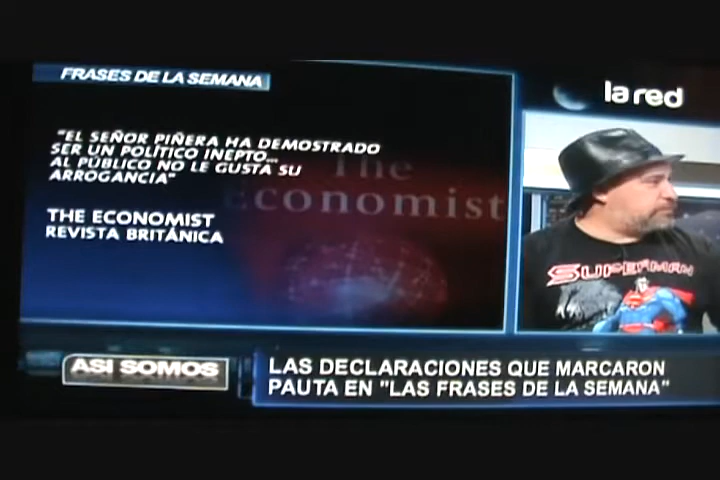 FRASES DE LA SEMANA
la red
"EL SEÑOR PIÑERA HA DEMOSTRADO
SER UN POLÍTICO INEPTO...
AL PÚBLICO NO LE GUSTA SU
ARROGANCIA"
The
Economist
THE ECONOMIST
REVISTA BRITÁNICA
SUPERMAN
ASI SOMOS
LAS DECLARACIONES QUE MARCARON
PAUTA EN "LAS FRASES DE LA SEMANA"